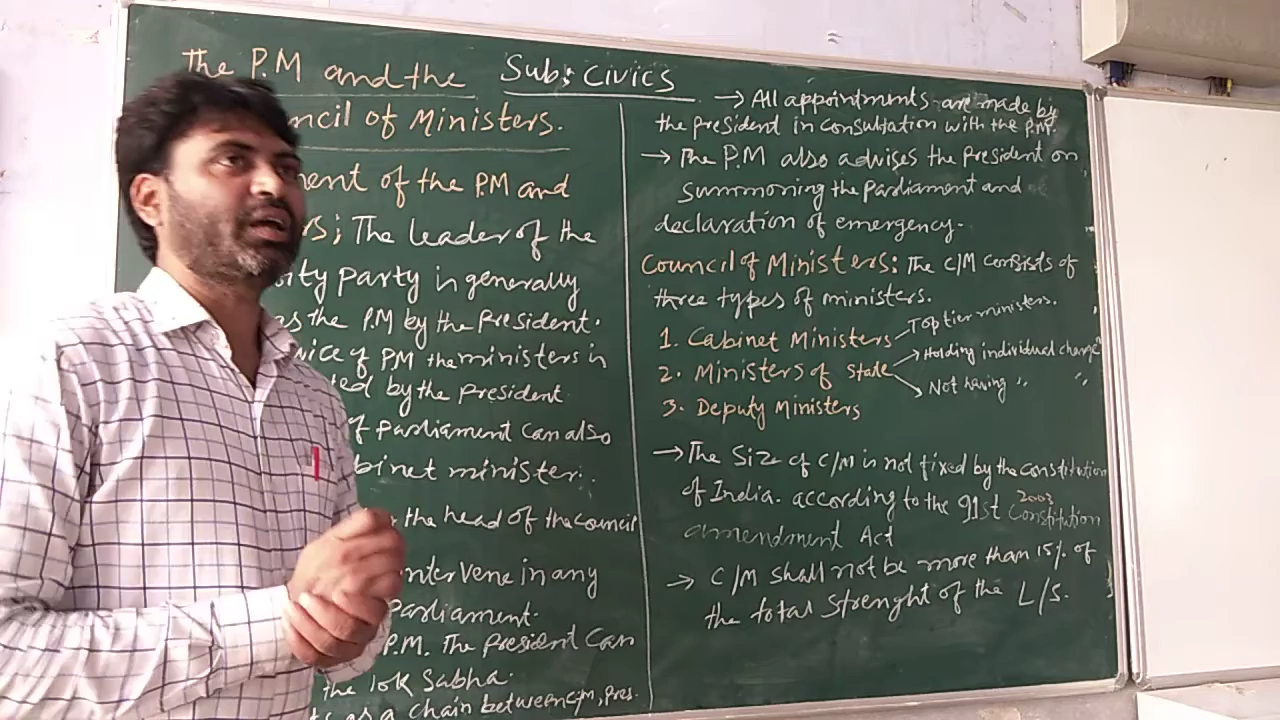 The P.M and the
Sub: Civics
ncil of Ministers.
ent of the P.M and
rs; The leader of the
ity party in generally
as the P.M by the President.
vice of PM the ministers in
ted by the president
of Parliament can also
binet minister.
the head of the Council
ntervene in any
Parliament.
P.M. The President Can
the lok Sabha.
ts as a chain between C/M, Pres.
→ All appointments are made by
the president in Consultation with the P.M.
→ The P.M also advises the President on
summoning the Parliament and
declaration of emergency.
Council of Ministers: The C/M Consists of
three types of ministers.
1. Cabinet Ministers → Top tier ministers.
2. Ministers of State → Holding individual charge
→ Not having " "
3. Deputy Ministers
→ The Size of C/M is not fixed by the Constitution
of India. according to the 91st 2003 Constitution
amendment Act
→ C/M shall not be more than 15% of
the total Strenght of the L/S.